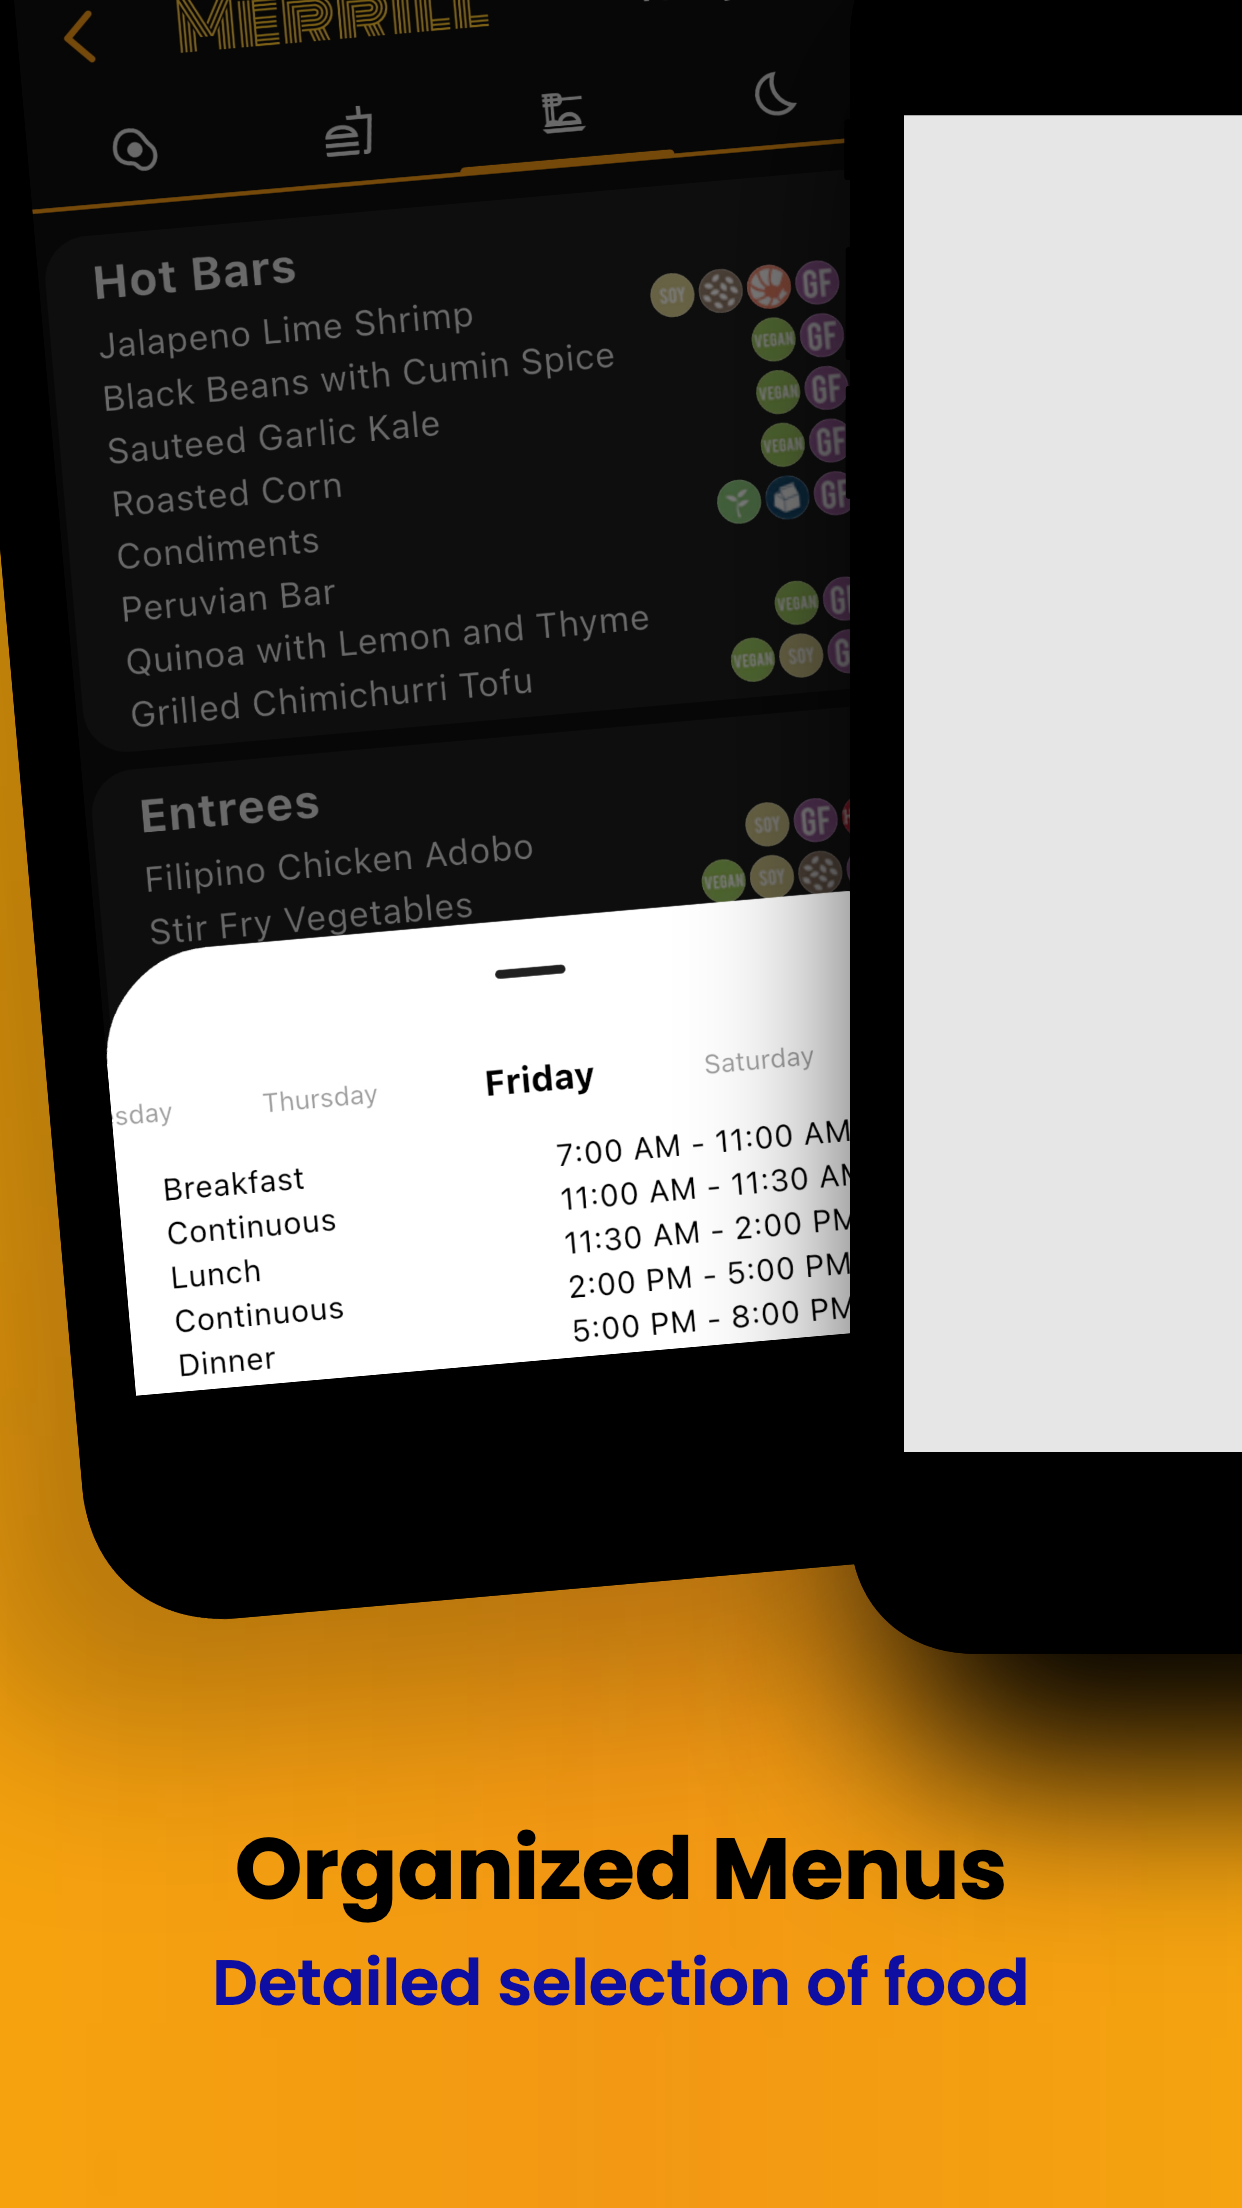 MERRILL
Hot Bars
Jalapeno Lime Shrimp
SOY GF
Black Beans with Cumin Spice
VEGAN GF
Sauteed Garlic Kale
VEGAN GF
Roasted Corn
VEGAN GF
Condiments
GF
Peruvian Bar
Quinoa with Lemon and Thyme
VEGAN
Grilled Chimichurri Tofu
VEGAN SOY
Entrees
Filipino Chicken Adobo
SOY GF
Stir Fry Vegetables
VEGAN SOY
sday Thursday Friday Saturday
Breakfast 7:00 AM - 11:00 AM
Continuous 11:00 AM - 11:30 AM
Lunch 11:30 AM - 2:00 PM
Continuous 2:00 PM - 5:00 PM
Dinner 5:00 PM - 8:00 PM
Organized Menus
Detailed selection of food